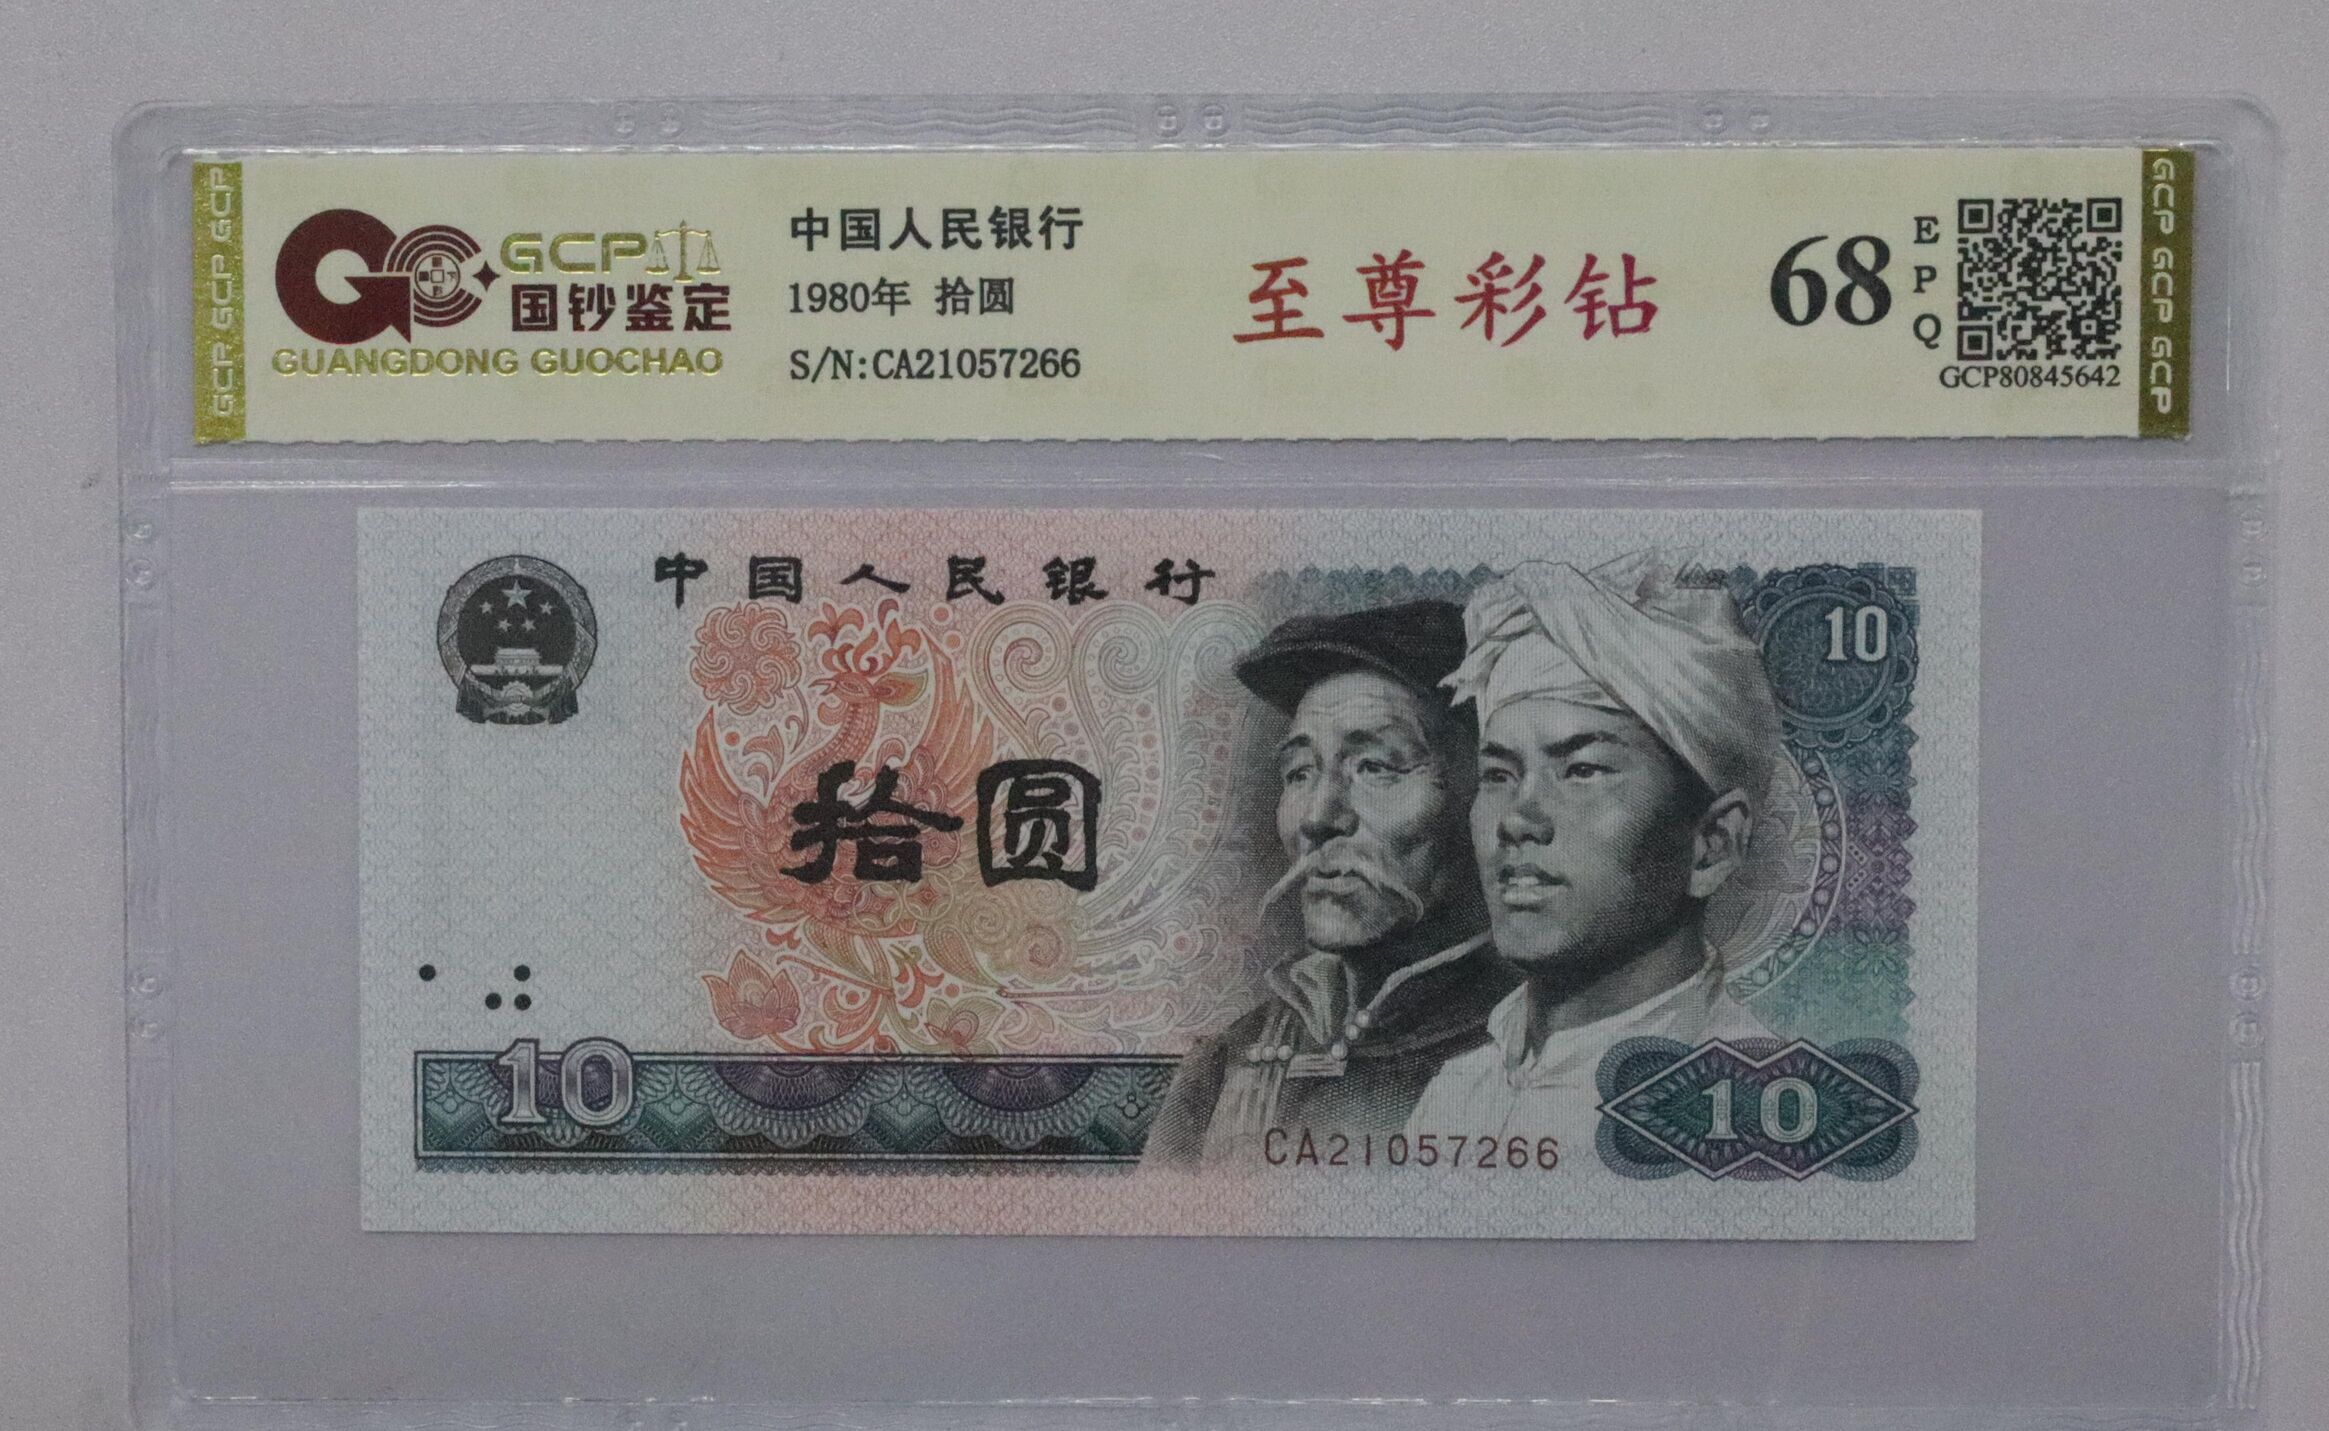 GCP GCP GCP
GCP
国钞鉴定
GUANGDONG GUOCHAO
中国人民银行
1980年 拾圆
S/N:CA21057266
至尊彩钻
68
EPQ
GCP80845642
GCP GCP GCP
中国人民银行
10
拾圆
10
CA21057266
10